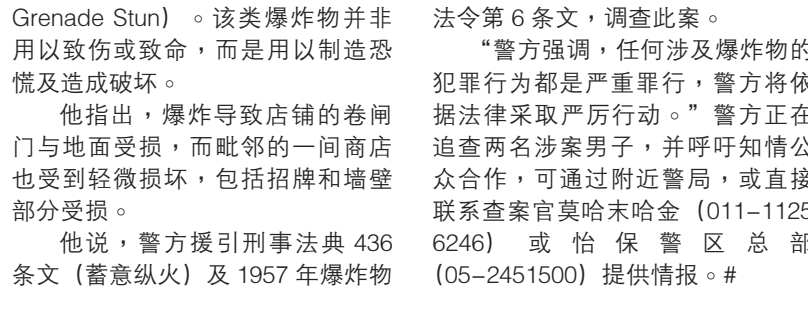 Grenade Stun）。该类爆炸物并非
用以致伤或致命，而是用以制造恐
慌及造成破坏。
他指出，爆炸导致店铺的卷闸
门与地面受损，而毗邻的一间商店
也受到轻微损坏，包括招牌和墙壁
部分受损。
他说，警方援引刑事法典 436
条文（蓄意纵火）及 1957 年爆炸物
法令第 6 条文，调查此案。
“警方强调，任何涉及爆炸物的
犯罪行为都是严重罪行，警方将依
据法律采取严厉行动。”警方正在
追查两名涉案男子，并呼吁知情公
众合作，可通过附近警局，或直接
联系查案官莫哈末哈金（011-1125
6246）或怡保警区总部
（05-2451500）提供情报。#